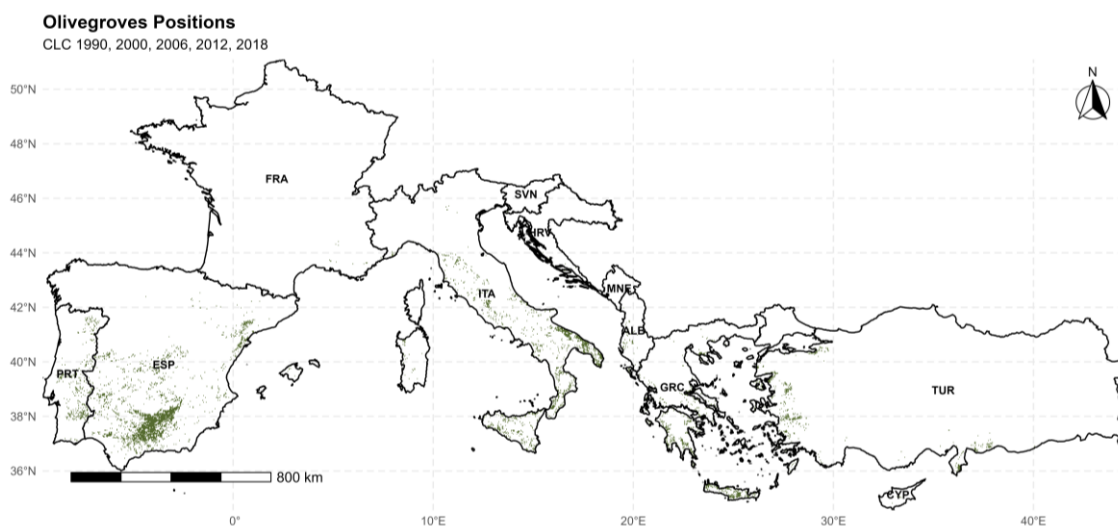 Olivegroves Positions
CLC 1990, 2000, 2006, 2012, 2018
N
50°N
48°N
FRA
46°N
SVN
HRV
44°N
ITA
MNE
42°N
ALB
40°N
PRT
ESP
GRC
TUR
38°N
36°N
800 km
CYP
0°
10°E
20°E
30°E
40°E